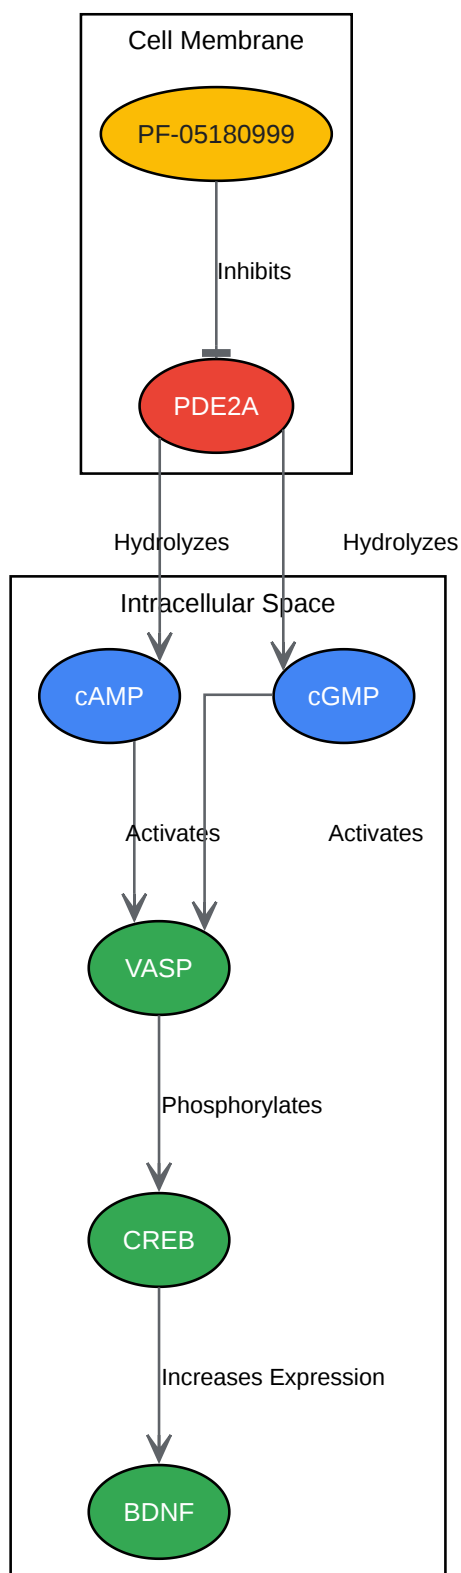 Cell Membrane
PF-05180999
Inhibits
PDE2A
Hydrolyzes
Hydrolyzes
Intracellular Space
cAMP
cGMP
Activates
Activates
VASP
Phosphorylates
CREB
Increases Expression
BDNF